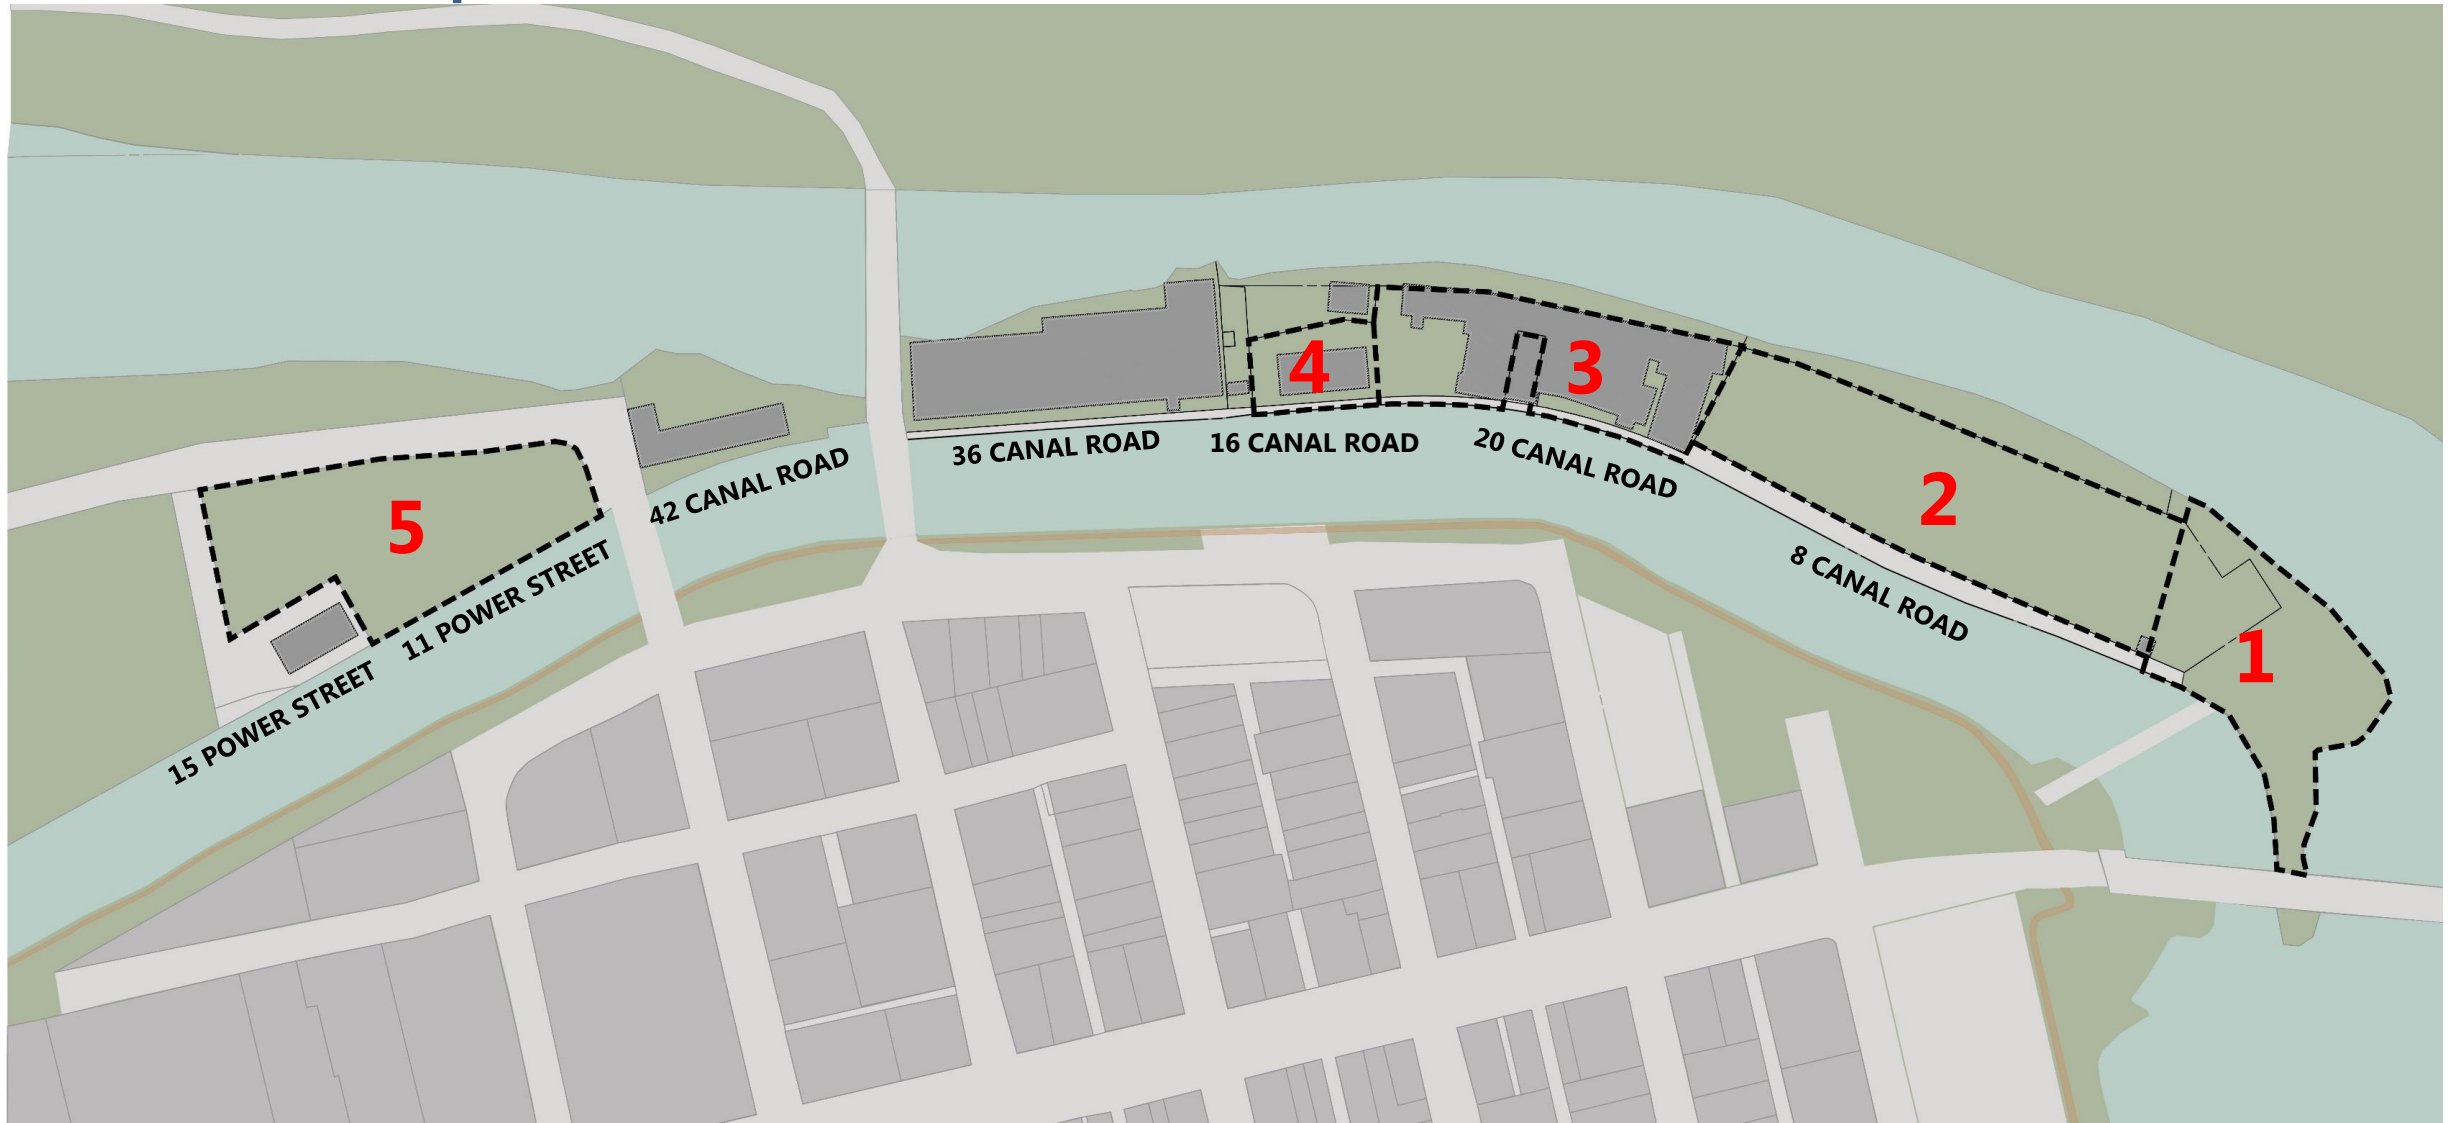 4
3
5
2
36 CANAL ROAD
16 CANAL ROAD
20 CANAL ROAD
42 CANAL ROAD
8 CANAL ROAD
11 POWER STREET
1
15 POWER STREET